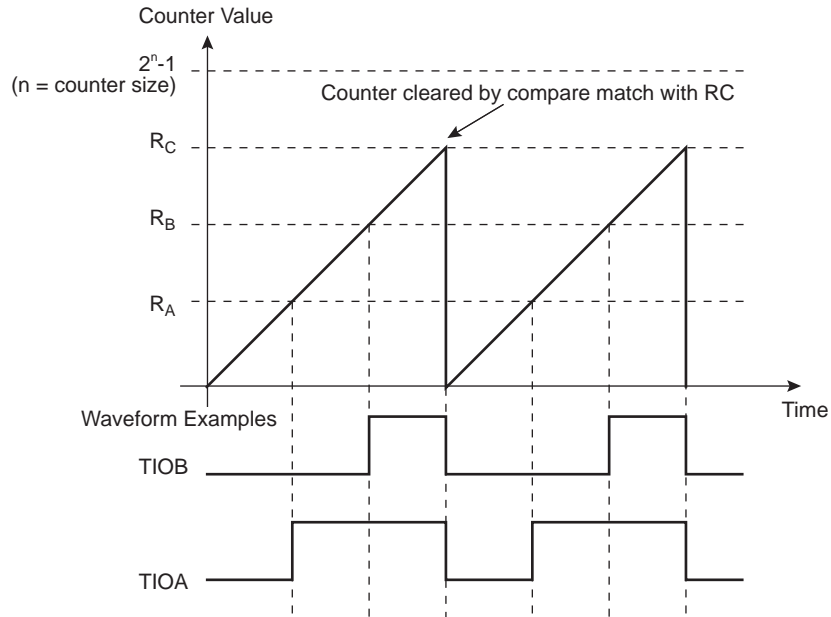 Counter Value
2ⁿ-1
(n = counter size)
Counter cleared by compare match with RC
R_C
R_B
R_A
Time
Waveform Examples
TIOB
TIOA